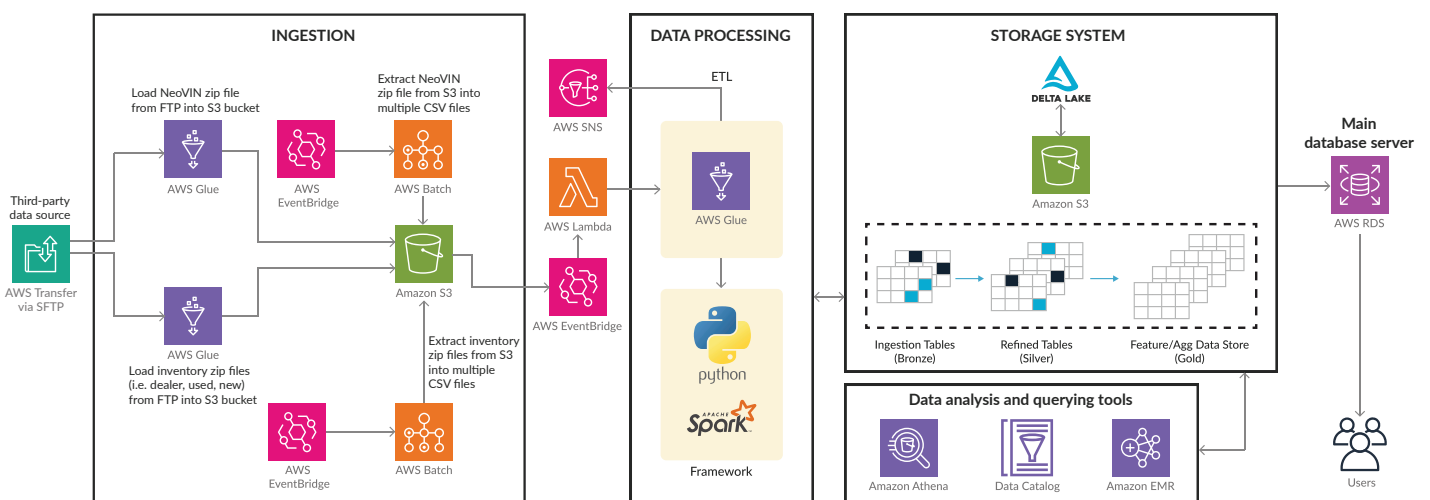 INGESTION
Load NeoVIN zip file
from FTP into S3 bucket
Extract NeoVIN
zip file from S3 into
multiple CSV files
AWS Glue
AWS
EventBridge
AWS Batch
Third-party
data source
AWS Transfer
via SFTP
Amazon S3
AWS Glue
Load inventory zip files
(i.e. dealer, used, new)
from FTP into S3 bucket
Extract inventory
zip files from S3
into multiple
CSV files
AWS
EventBridge
AWS Batch
AWS SNS
AWS Lambda
AWS EventBridge
DATA PROCESSING
ETL
AWS Glue
python
APACHE
Spark
Framework
STORAGE SYSTEM
DELTA LAKE
Amazon S3
Ingestion Tables
(Bronze)
Refined Tables
(Silver)
Feature/Agg Data Store
(Gold)
Data analysis and querying tools
Amazon Athena
Data Catalog
Amazon EMR
Main
database server
AWS RDS
Users